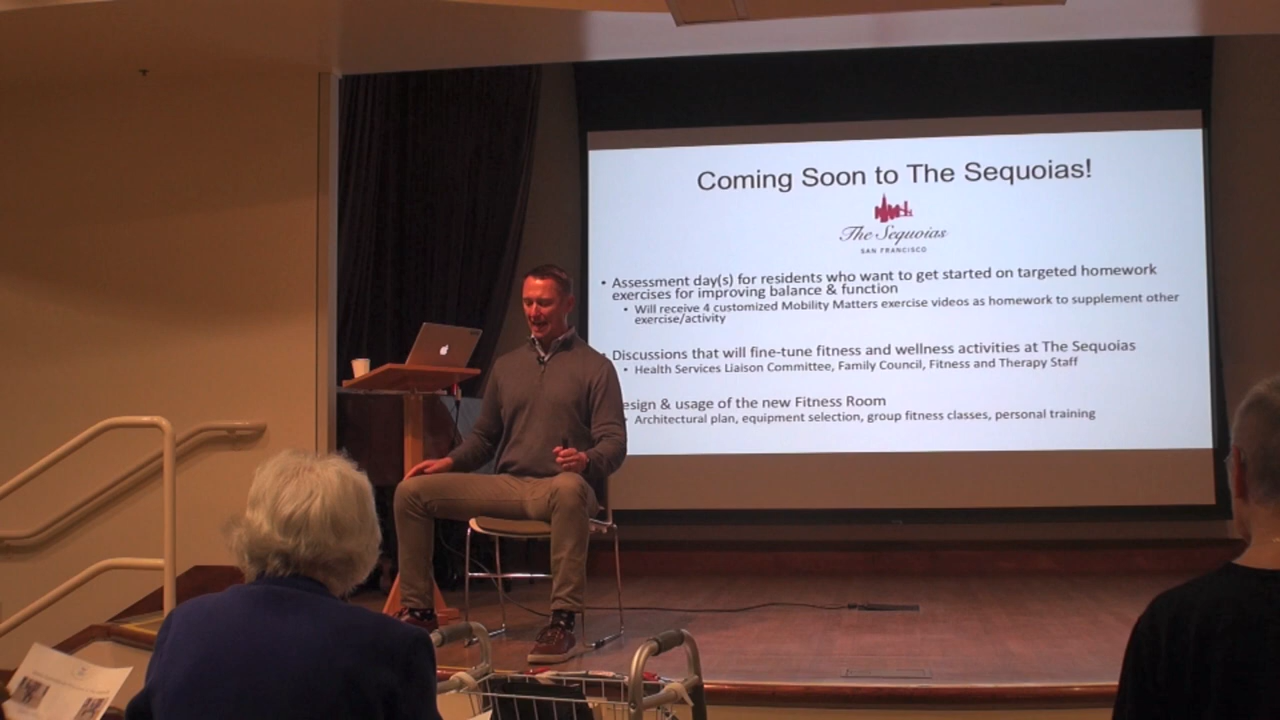 Coming Soon to The Sequoias!
The Sequoias
SAN FRANCISCO
• Assessment day(s) for residents who want to get started on targeted homework
exercises for improving balance & function
• Will receive 4 customized Mobility Matters exercise videos as homework to supplement other
exercise/activity
• Discussions that will fine-tune fitness and wellness activities at The Sequoias
• Health Services Liaison Committee, Family Council, Fitness and Therapy Staff
esign & usage of the new Fitness Room
• Architectural plan, equipment selection, group fitness classes, personal training